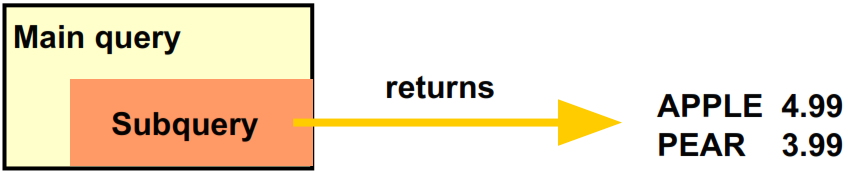 Main query
Subquery
returns
APPLE 4.99
PEAR 3.99